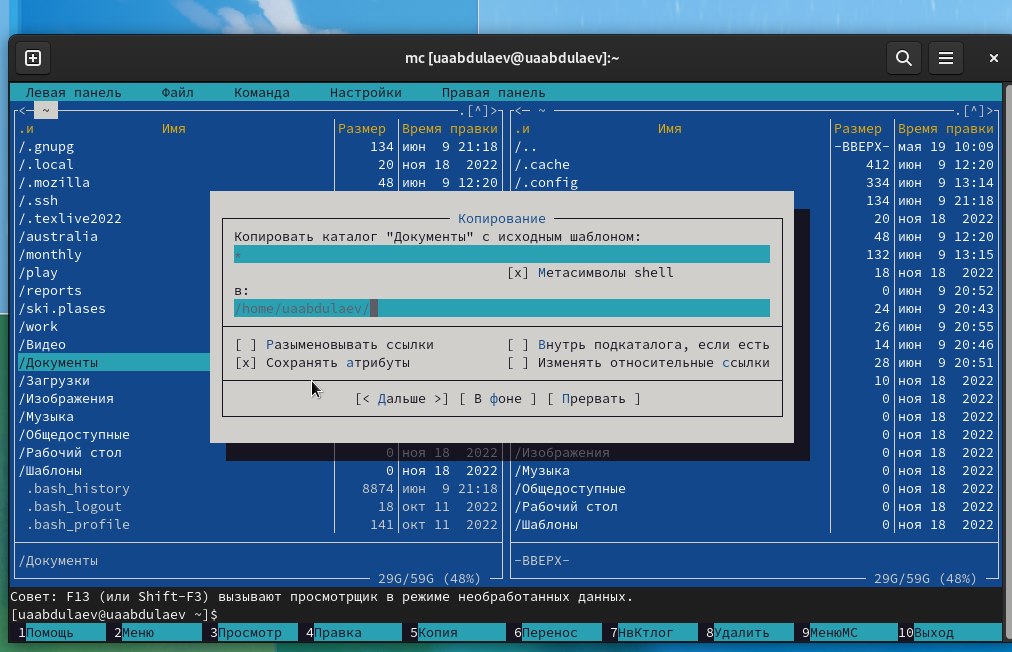 mc [uaabdulaev@uaabdulaev]:~
Левая панель Файл Команда Настройки Правая панель
<─ ~ .[^]> <─ ~ .[^]>
.и Имя Размер Время правки .и Имя Размер Время правки
/.gnupg 134 июн 9 21:18 /.. -ВВЕРХ- мая 19 10:09
/.local 20 ноя 18 2022 /.cache 412 июн 9 12:20
/.mozilla 48 июн 9 12:20 /.config 334 июн 9 13:14
/.ssh 134 июн 9 21:18
/.texlive2022 Копирование 20 ноя 18 2022
/australia Копировать каталог "Документы" с исходным шаблоном: 48 июн 9 12:20
/monthly * 132 июн 9 13:15
/play [x] Метасимволы shell 18 ноя 18 2022
/reports в: 0 июн 9 20:52
/ski.plases /home/uaabdulaev/ 24 июн 9 20:43
/work 26 июн 9 20:55
/Видео [ ] Разыменовывать ссылки [ ] Внутрь подкаталога, если есть 14 июн 9 20:46
/Документы [x] Сохранять атрибуты [ ] Изменять относительные ссылки 28 июн 9 20:51
/Загрузки 10 ноя 18 2022
/Изображения [< Дальше >] [ В фоне ] [ Прервать ] 0 ноя 18 2022
/Музыка 0 ноя 18 2022
/Общедоступные 0 ноя 18 2022
/Рабочий стол 0 ноя 18 2022 /Изображения 0 ноя 18 2022
/Шаблоны 0 ноя 18 2022 /Музыка 0 ноя 18 2022
.bash_history 8874 июн 9 21:18 /Общедоступные 0 ноя 18 2022
.bash_logout 18 окт 11 2022 /Рабочий стол 0 ноя 18 2022
.bash_profile 141 окт 11 2022 /Шаблоны 0 ноя 18 2022
/Документы -ВВЕРХ-
29G/59G (48%) 29G/59G (48%)
Совет: F13 (или Shift-F3) вызывают просмотрщик в режиме необработанных данных.
[uaabdulaev@uaabdulaev ~]$
1Помощь 2Меню 3Просмотр 4Правка 5Копия 6Перенос 7НвКтлог 8Удалить 9МенюMC 10Выход